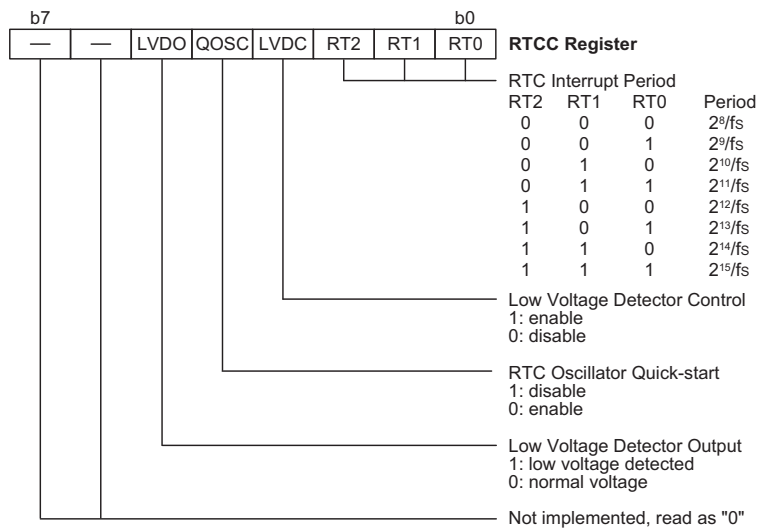 b7 b0
— — LVDO QOSC LVDC RT2 RT1 RT0 RTCC Register
RTC Interrupt Period
RT2 RT1 RT0 Period
0 0 0 2⁸/fs
0 0 1 2⁹/fs
0 1 0 2¹⁰/fs
0 1 1 2¹¹/fs
1 0 0 2¹²/fs
1 0 1 2¹³/fs
1 1 0 2¹⁴/fs
1 1 1 2¹⁵/fs
Low Voltage Detector Control
1: enable
0: disable
RTC Oscillator Quick-start
1: disable
0: enable
Low Voltage Detector Output
1: low voltage detected
0: normal voltage
Not implemented, read as "0"